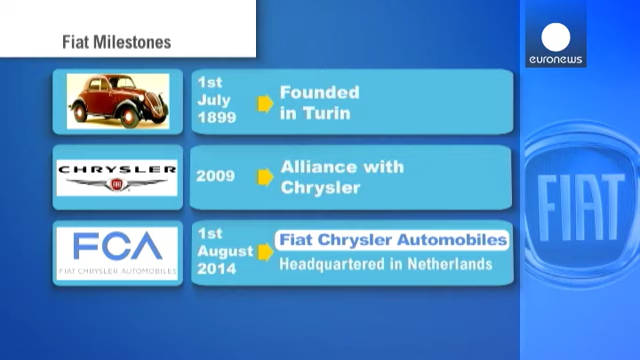 Fiat Milestones
euronews
1st
July
1899
Founded
in Turin
CHRYSLER
FIAT
2009
Alliance with
Chrysler
FCA
FIAT CHRYSLER AUTOMOBILES
1st
August
2014
Fiat Chrysler Automobiles
Headquartered in Netherlands
FIAT